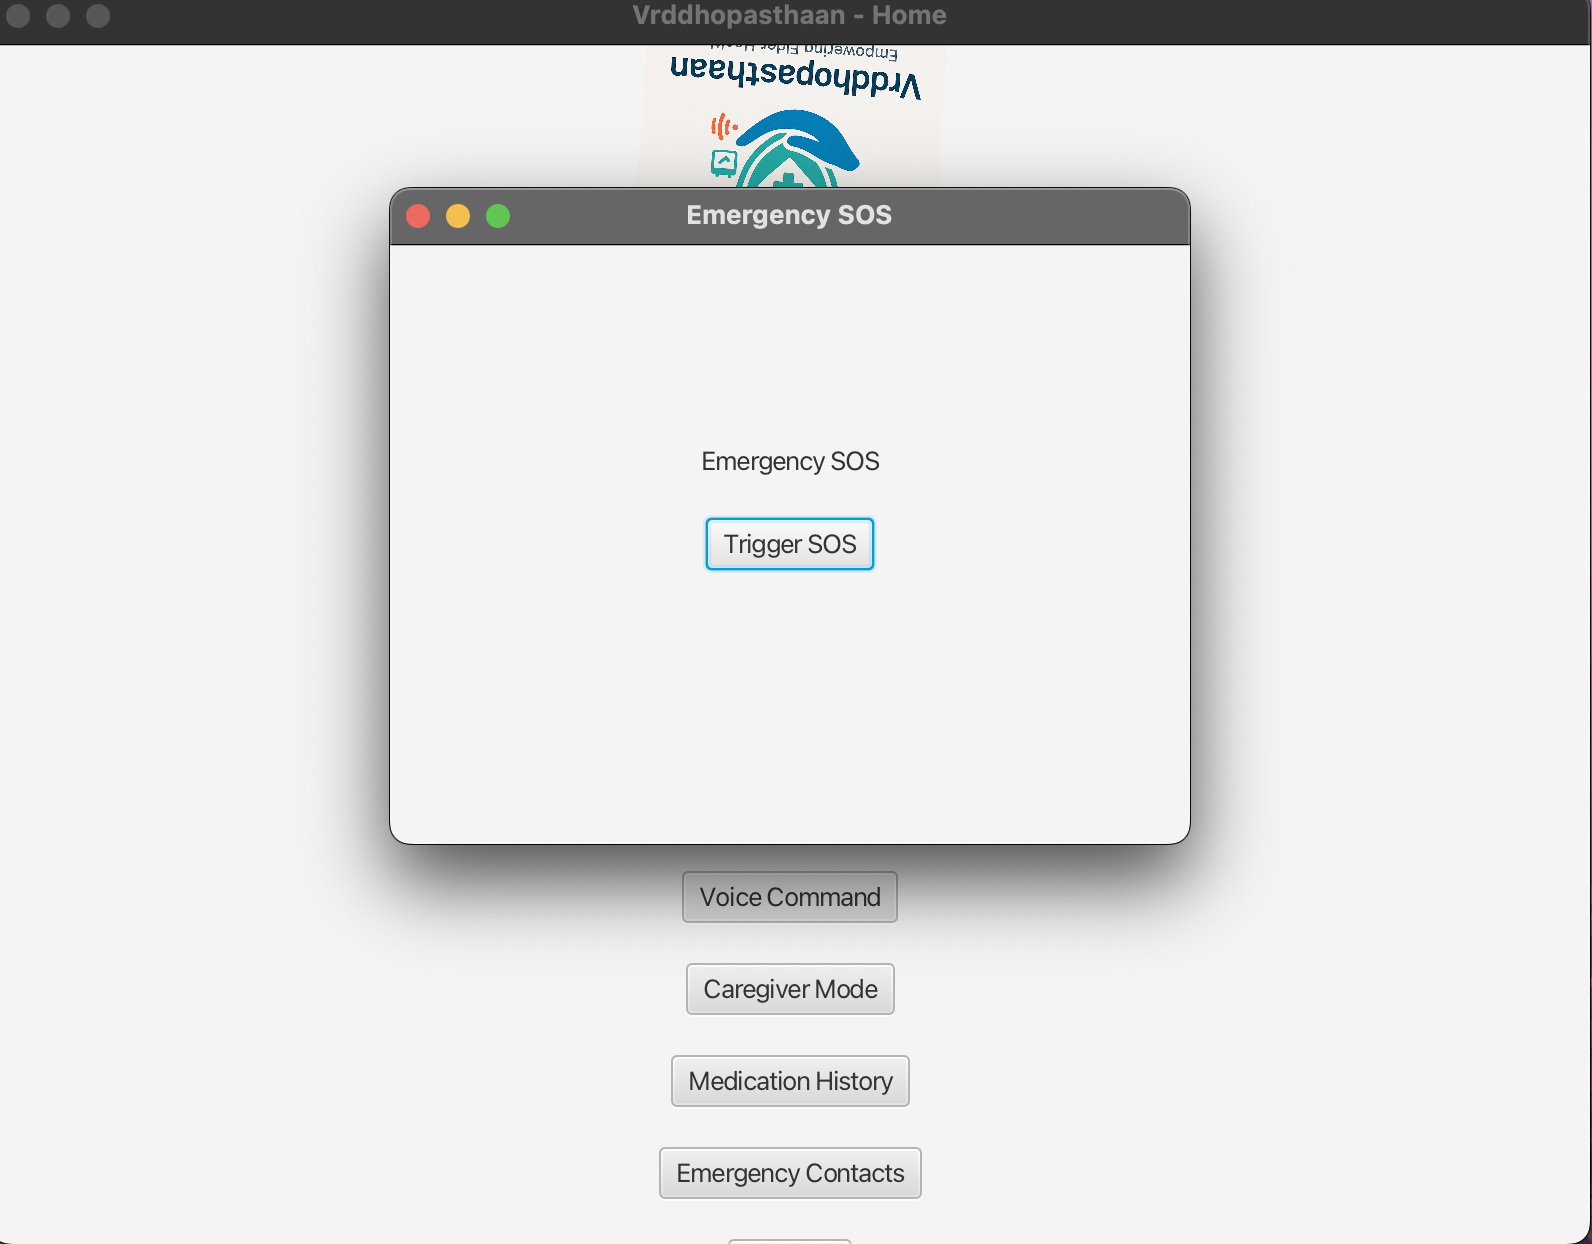 Vrddhopasthaan - Home
Empowering Elder
Vrddhopasthaan
Emergency SOS
Emergency SOS
Trigger SOS
Voice Command
Caregiver Mode
Medication History
Emergency Contacts